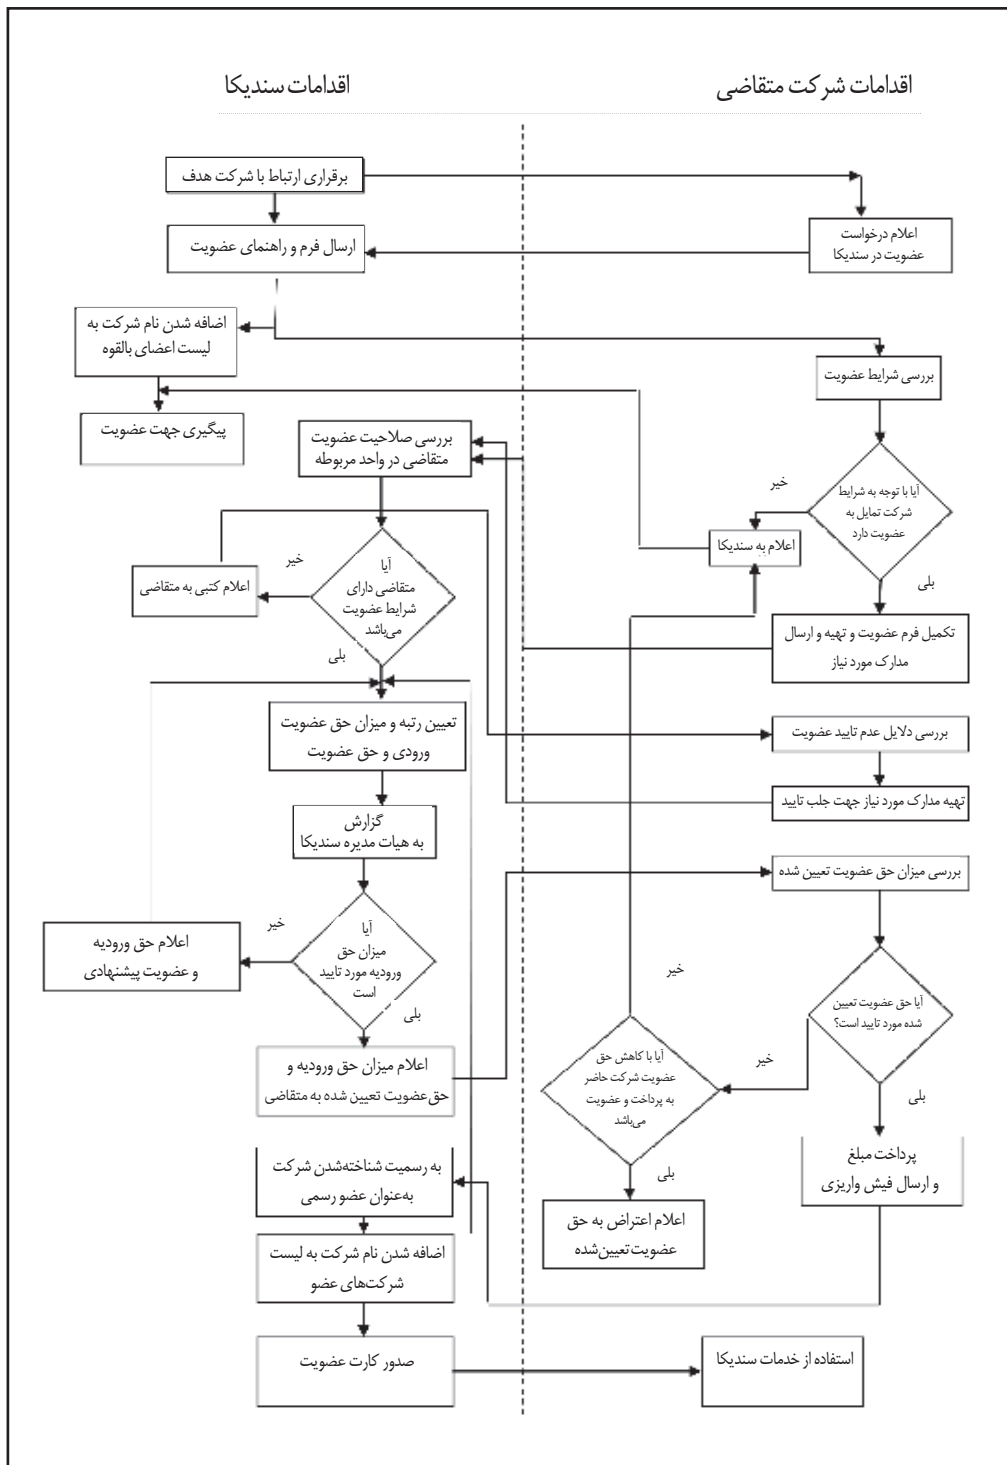 اقدامات شرکت متقاضی
اقدامات سندیکا
برقراری ارتباط با شرکت هدف
اعلام درخواست
عضویت در سندیکا
ارسال فرم و راهنمای عضویت
اضافه شدن نام شرکت به
لیست اعضای بالقوه
بررسی شرایط عضویت
پیگیری جهت عضویت
بررسی صلاحیت عضویت
متقاضی در واحد مربوطه
آیا با توجه به شرایط
شرکت تمایل به
عضویت دارد
خیر
بلی
اعلام به سندیکا
آیا
متقاضی دارای
شرایط عضویت
می‌باشد
خیر
بلی
اعلام کتبی به متقاضی
تکمیل فرم عضویت و تهیه و ارسال
مدارک مورد نیاز
تعیین رتبه و میزان حق عضویت
ورودی و حق عضویت
بررسی دلایل عدم تایید عضویت
تهیه مدارک مورد نیاز جهت جلب تایید
گزارش
به هیات مدیره سندیکا
بررسی میزان حق عضویت تعیین شده
آیا
میزان حق
ورودیه مورد تایید
است
خیر
بلی
اعلام حق ورودیه
و عضویت پیشنهادی
آیا حق عضویت تعیین
شده مورد تایید است؟
خیر
بلی
آیا با کاهش حق
عضویت شرکت حاضر
به پرداخت و عضویت
می‌باشد
خیر
بلی
اعلام میزان حق ورودیه و
حق‌عضویت تعیین شده به متقاضی
پرداخت مبلغ
و ارسال فیش واریزی
به رسمیت شناخته‌شدن شرکت
به‌عنوان عضو رسمی
اعلام اعتراض به حق
عضویت تعیین‌شده
اضافه شدن نام شرکت به لیست
شرکت‌های عضو
صدور کارت عضویت
استفاده از خدمات سندیکا